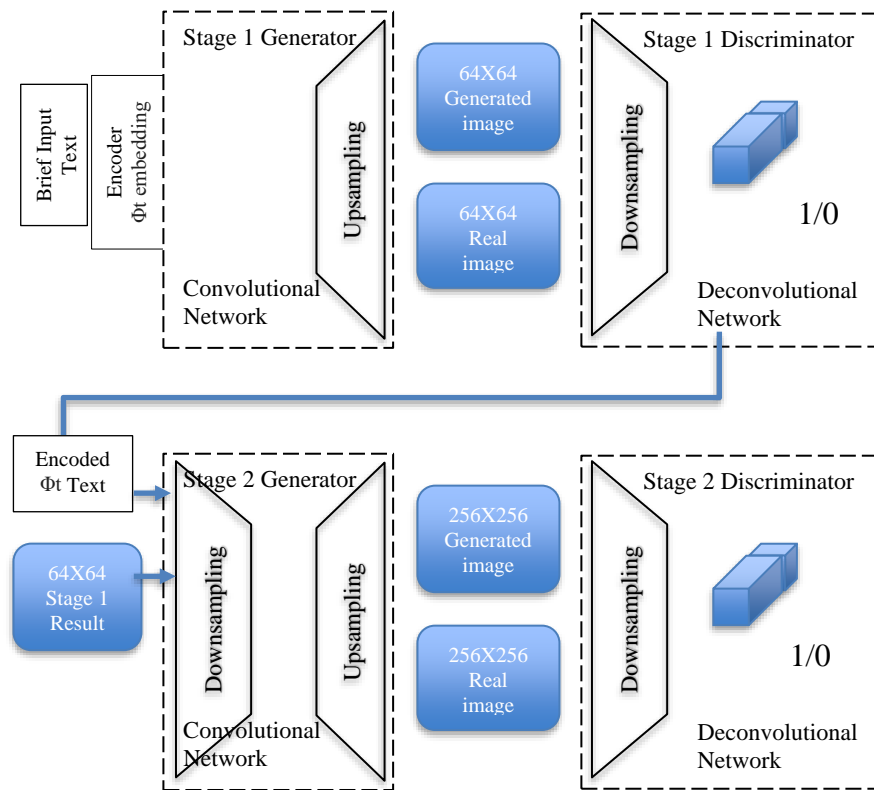 Stage 1 Generator
Stage 1 Discriminator
Brief Input
Text
Encoder
Φt embedding
Upsampling
64X64
Generated
image
64X64
Real
image
Downsampling
1/0
Convolutional
Network
Deconvolutional
Network
Encoded
Φt Text
64X64
Stage 1
Result
Stage 2 Generator
Stage 2 Discriminator
Downsampling
Upsampling
256X256
Generated
image
256X256
Real
image
Downsampling
1/0
Convolutional
Network
Deconvolutional
Network